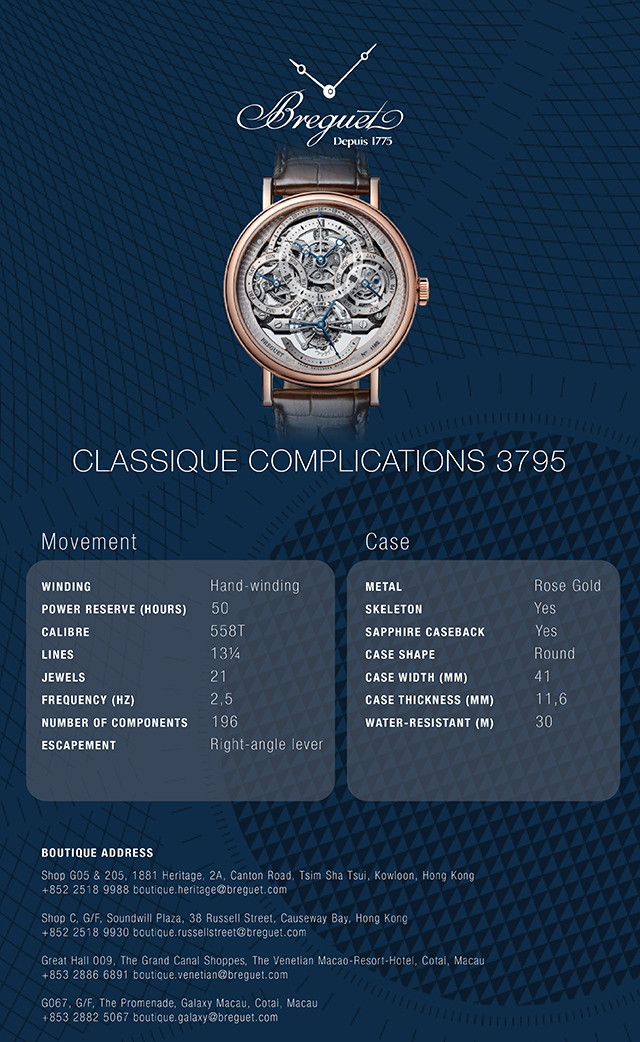 Breguet
Depuis 1775
BREGUET
CLASSIQUE COMPLICATIONS 3795
Movement
WINDING Hand-winding
POWER RESERVE (HOURS) 50
CALIBRE 558T
LINES 13¼
JEWELS 21
FREQUENCY (HZ) 2,5
NUMBER OF COMPONENTS 196
ESCAPEMENT Right-angle lever
Case
METAL Rose Gold
SKELETON Yes
SAPPHIRE CASEBACK Yes
CASE SHAPE Round
CASE WIDTH (MM) 41
CASE THICKNESS (MM) 11,6
WATER-RESISTANT (M) 30
BOUTIQUE ADDRESS
Shop G05 & 205, 1881 Heritage, 2A, Canton Road, Tsim Sha Tsui, Kowloon, Hong Kong
+852 2518 9988 boutique.heritage@breguet.com
Shop C, G/F, Soundwill Plaza, 38 Russell Street, Causeway Bay, Hong Kong
+852 2518 9930 boutique.russellstreet@breguet.com
Great Hall 009, The Grand Canal Shoppes, The Venetian Macao-Resort-Hotel, Cotai, Macau
+853 2886 6891 boutique.venetian@breguet.com
G067, G/F, The Promenade, Galaxy Macau, Cotai, Macau
+853 2882 5067 boutique.galaxy@breguet.com